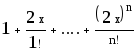 1 + 2x/1! + .... + (2x)^n/n!